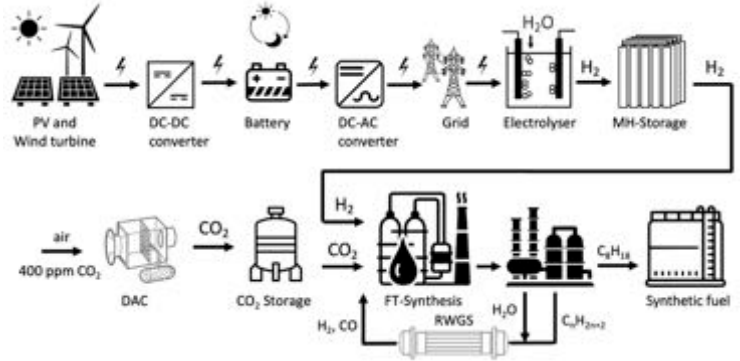 H₂O
H₂
H₂
PV and
Wind turbine
DC-DC
converter
Battery
DC-AC
converter
Grid
Electrolyser
MH-Storage
H₂
air
400 ppm CO₂
DAC
CO₂
CO₂ Storage
CO₂
FT-Synthesis
C₈H₁₈
Synthetic fuel
H₂, CO
RWGS
H₂O
CₙH₂ₙ₊₂